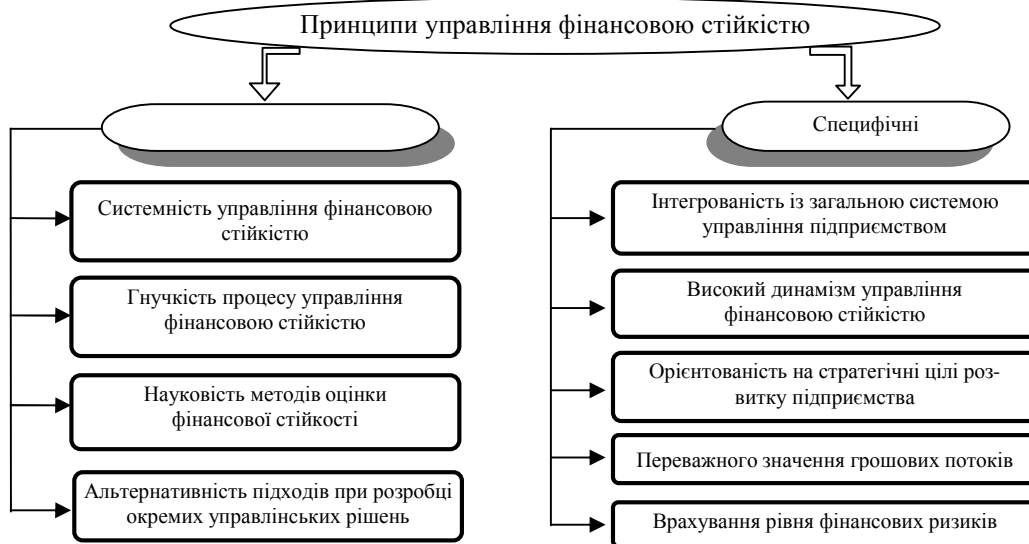 Принципи управління фінансовою стійкістю
Специфічні
Системність управління фінансовою
стійкістю
Гнучкість процесу управління
фінансовою стійкістю
Науковість методів оцінки
фінансової стійкості
Альтернативність підходів при розробці
окремих управлінських рішень
Інтегрованість із загальною системою
управління підприємством
Високий динамізм управління
фінансовою стійкістю
Орієнтованість на стратегічні цілі роз-
витку підприємства
Переважного значення грошових потоків
Врахування рівня фінансових ризиків